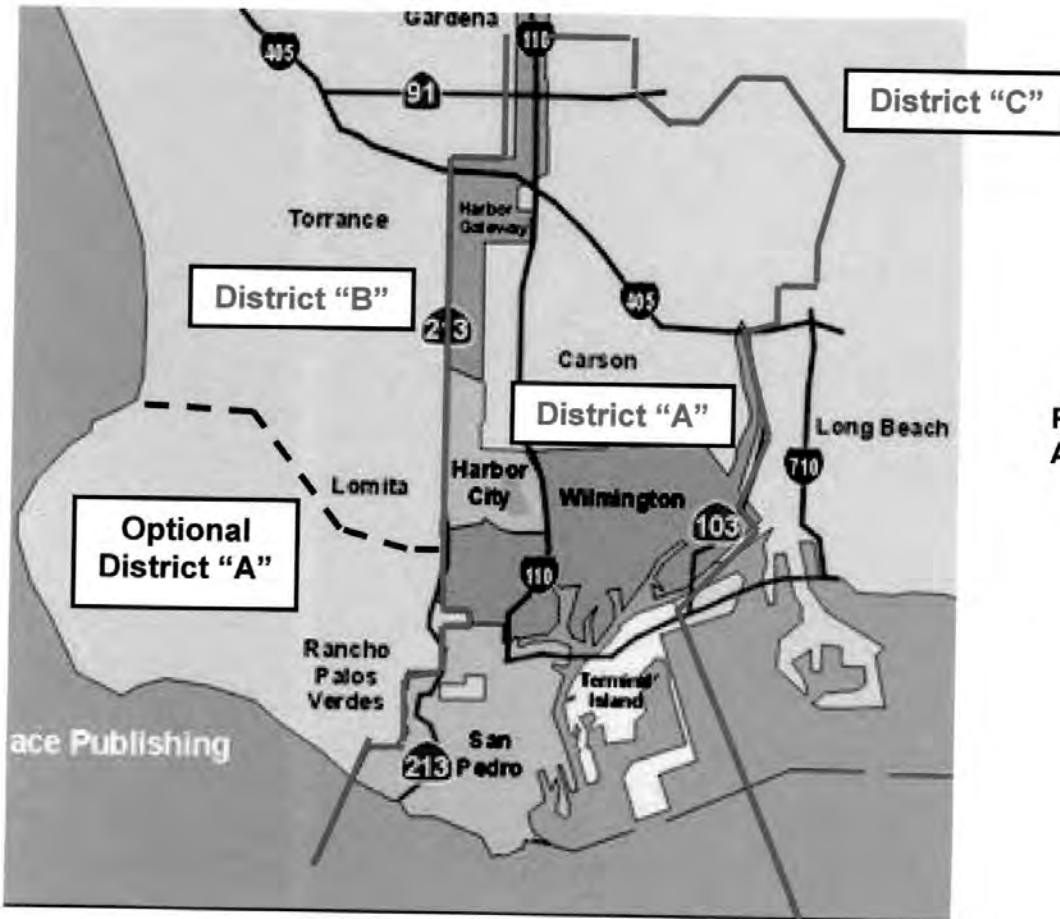 Gardena
110
405
91
District "C"
Torrance
Harbor
Gateway
District "B"
213
405
Carson
District "A"
Long Beach
Lomita
Harbor
City
Wilmington
710
103
Optional
District "A"
110
Rancho
Palos
Verdes
Terminal
Island
ace Publishing
San
Pedro
213